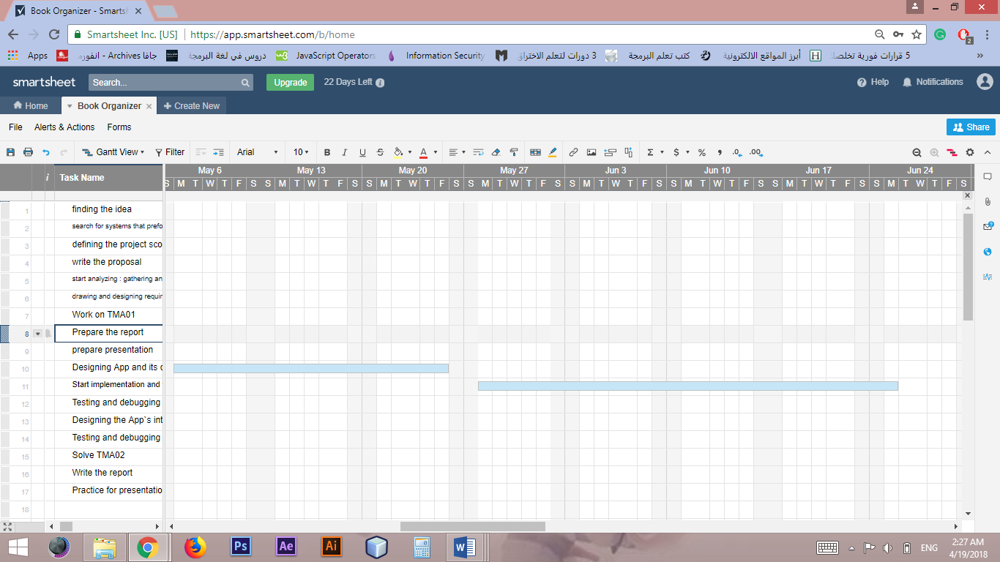 Book Organizer - Smartsh
Smartsheet Inc. [US] https://app.smartsheet.com/b/home
2
Apps جافا Archives - انفورم دروس في لغة البرمجة JavaScript Operators Information Security 3 دورات لتعلم الاختراق كتب تعلم البرمجة أبرز المواقع الالكترونية 5 قرارات فورية تخلصك »
smartsheet Search... Upgrade 22 Days Left Help Notifications
Home Book Organizer Create New
File Alerts & Actions Forms Share
Gantt View Filter Arial 10 B I U S A Σ $ % .0 .00
i Task Name May 6 May 13 May 20 May 27 Jun 3 Jun 10 Jun 17 Jun 24
S M T W T F S S M T W T F S S M T W T F S S M T W T F S S M T W T F S S M T W T F S S M T W T F S S M T W T F S
1 finding the idea
2 search for systems that prefo
3 defining the project sco
4 write the proposal
5 start analyzing : gathering an
6 drawing and designing requir
7 Work on TMA01
8 Prepare the report
9 prepare presentation
10 Designing App and its d
11 Start implementation and
12 Testing and debugging
13 Designing the App`s int
14 Testing and debugging
15 Solve TMA02
16 Write the report
17 Practice for presentatio
18
Ps Ae Ai W ENG 2:27 AM
4/19/2018